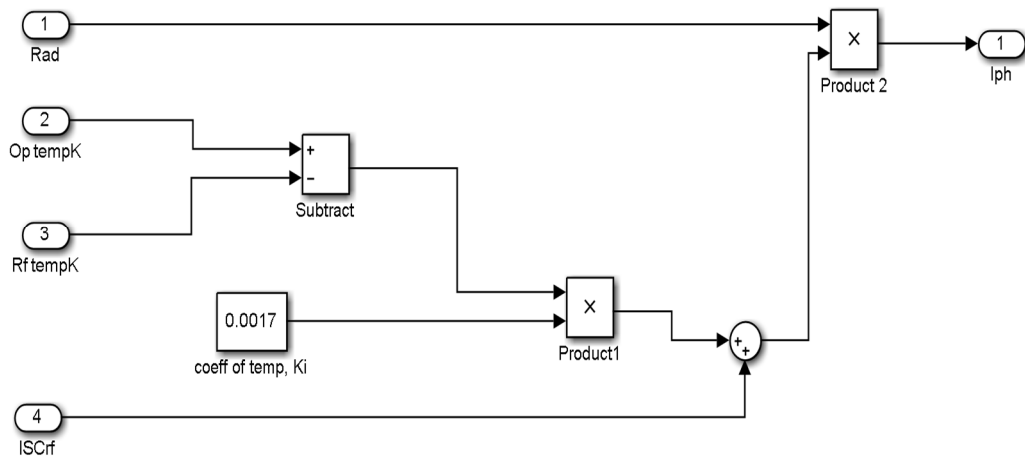 1
Rad
×
Product 2
1
Iph
2
Op tempK
+
−
Subtract
3
Rf tempK
0.0017
coeff of temp, Ki
×
Product1
+
+
4
ISCrf